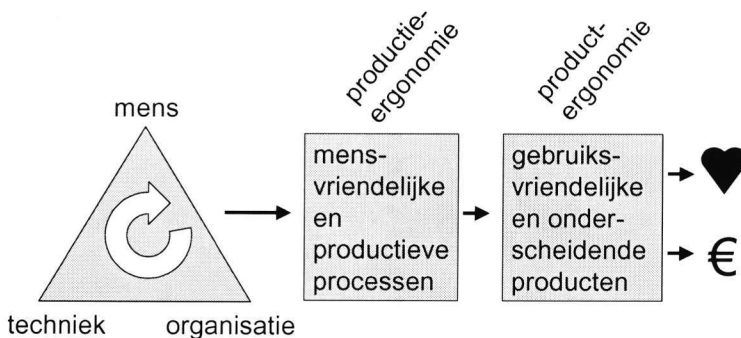 productie-
ergonomie
product-
ergonomie
mens
techniek
organisatie
mens-
vriendelijke
en
productieve
processen
gebruiks-
vriendelijke
en onder-
scheidende
producten
€